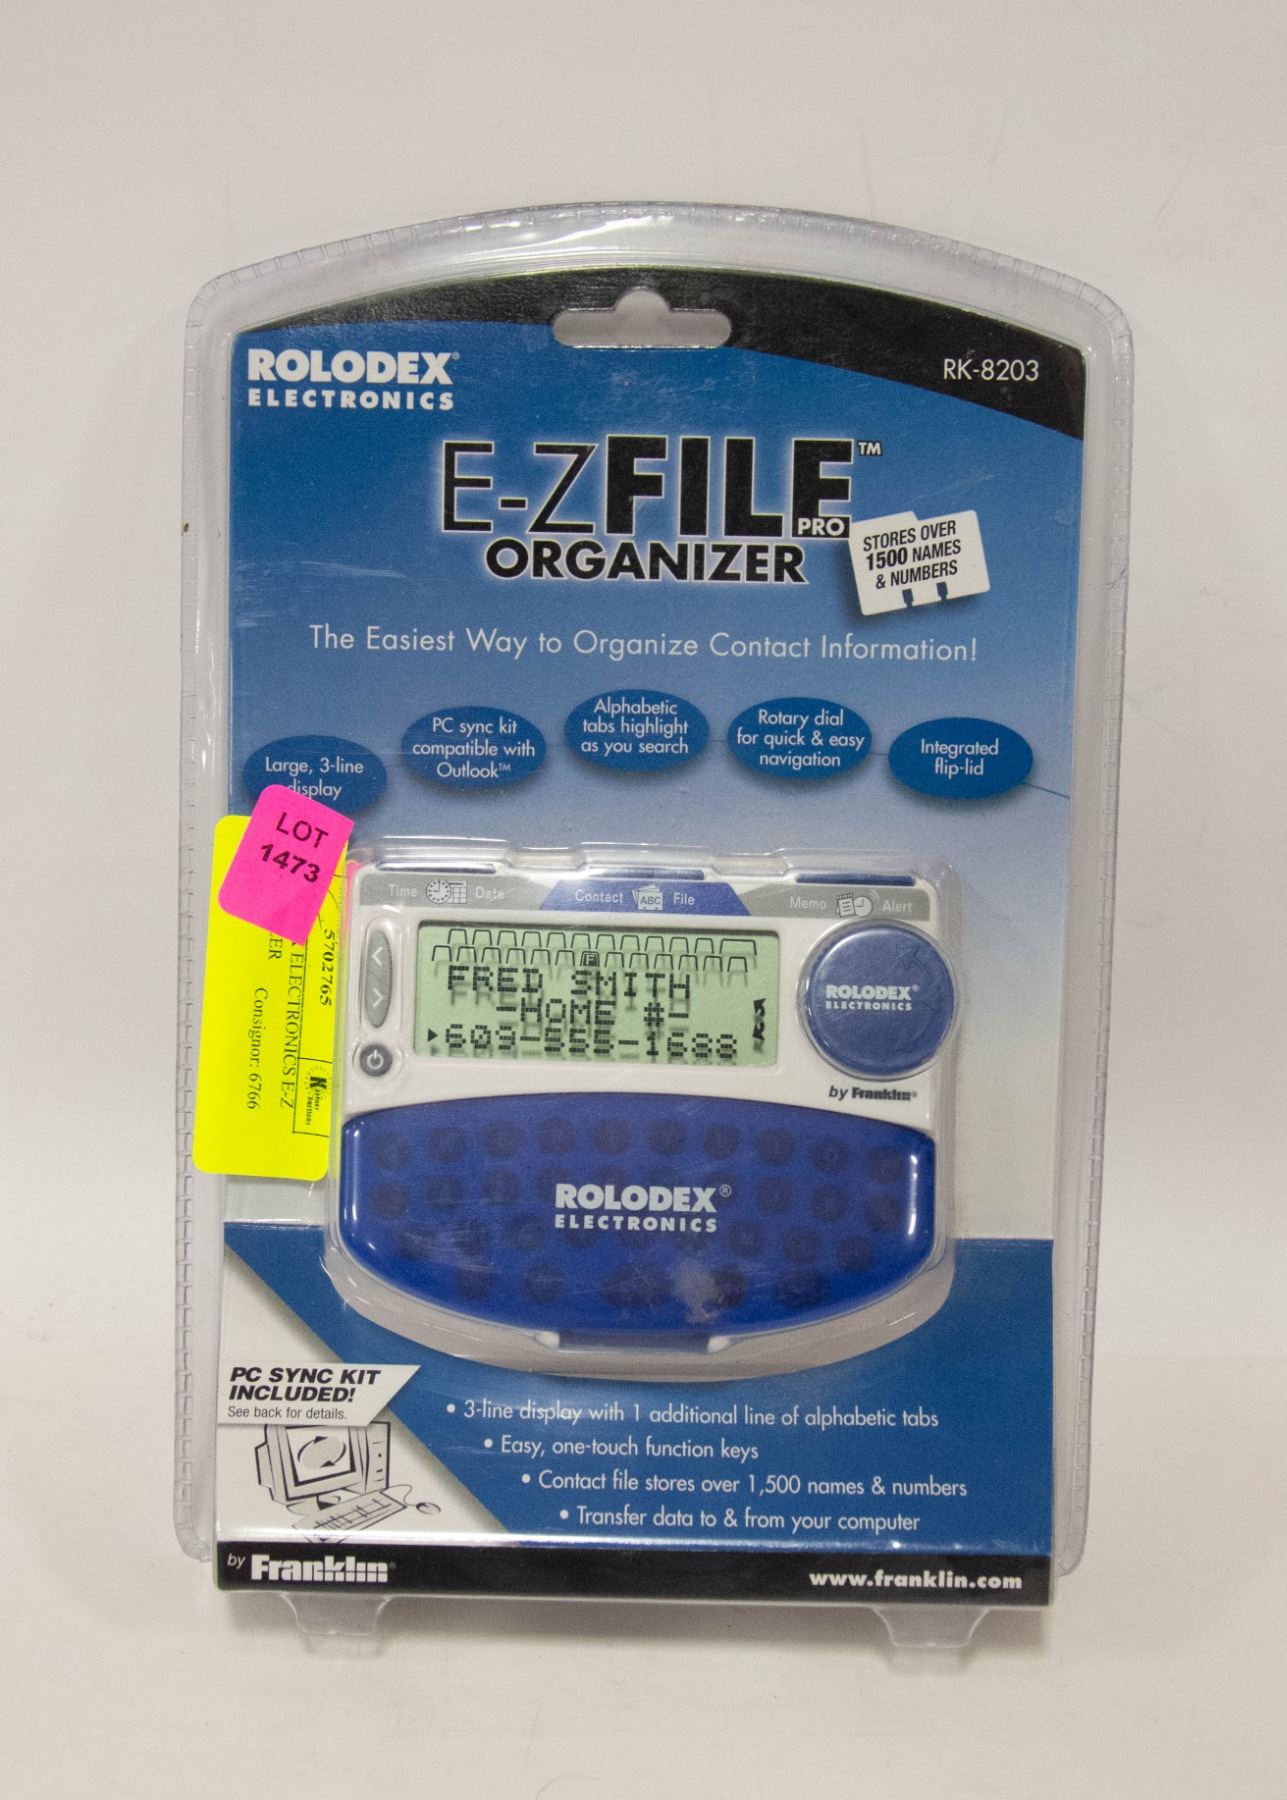 ROLODEX®
ELECTRONICS
RK-8203
E-ZFILE™
PRO
ORGANIZER
STORES OVER
1500 NAMES
& NUMBERS
The Easiest Way to Organize Contact Information!
Large, 3-line
display
PC sync kit
compatible with
Outlook™
Alphabetic
tabs highlight
as you search
Rotary dial
for quick & easy
navigation
Integrated
flip-lid
LOT
1473
5702765
ELECTRONICS E-Z
ER
Consignor: 6766
Time
Date
Contact
ABC
File
Memo
Alert
F
FRED SMITH
-HOME #-
609-555-1688
ROLODEX®
ELECTRONICS
by Franklin®
ROLODEX®
ELECTRONICS
PC SYNC KIT
INCLUDED!
See back for details.
• 3-line display with 1 additional line of alphabetic tabs
• Easy, one-touch function keys
• Contact file stores over 1,500 names & numbers
• Transfer data to & from your computer
by Franklin®
www.franklin.com